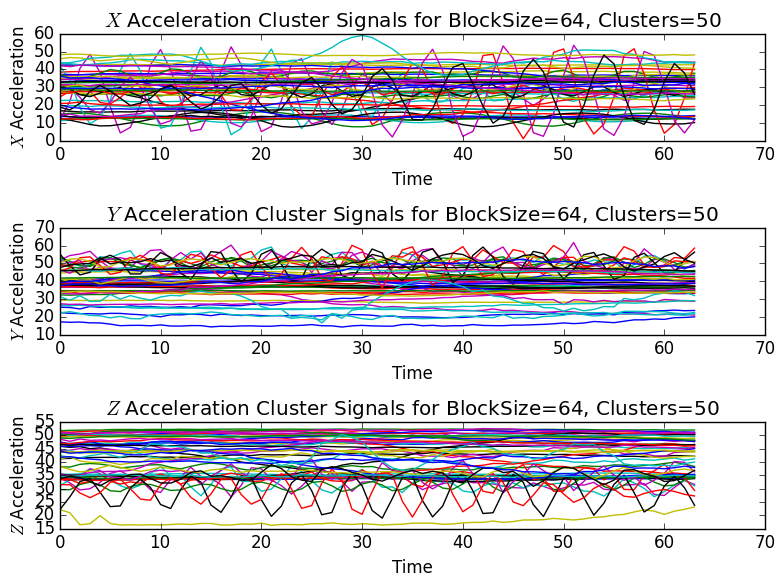 X Acceleration Cluster Signals for BlockSize=64, Clusters=50
X Acceleration
60
50
40
30
20
10
0
0 10 20 30 40 50 60 70
Time
Y Acceleration Cluster Signals for BlockSize=64, Clusters=50
Y Acceleration
70
60
50
40
30
20
10
0 10 20 30 40 50 60 70
Time
Z Acceleration Cluster Signals for BlockSize=64, Clusters=50
Z Acceleration
55
50
45
40
35
30
25
20
15
0 10 20 30 40 50 60 70
Time